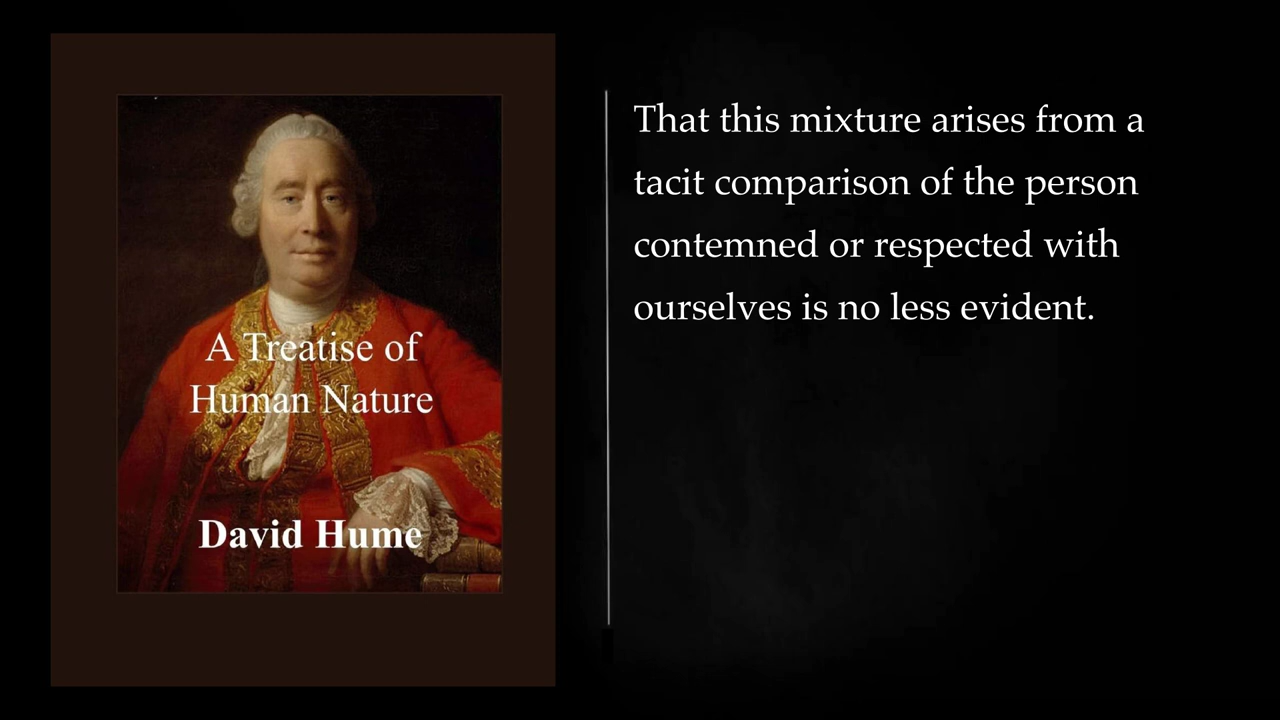 A Treatise of
Human Nature
David Hume
That this mixture arises from a
tacit comparison of the person
contemned or respected with
ourselves is no less evident.